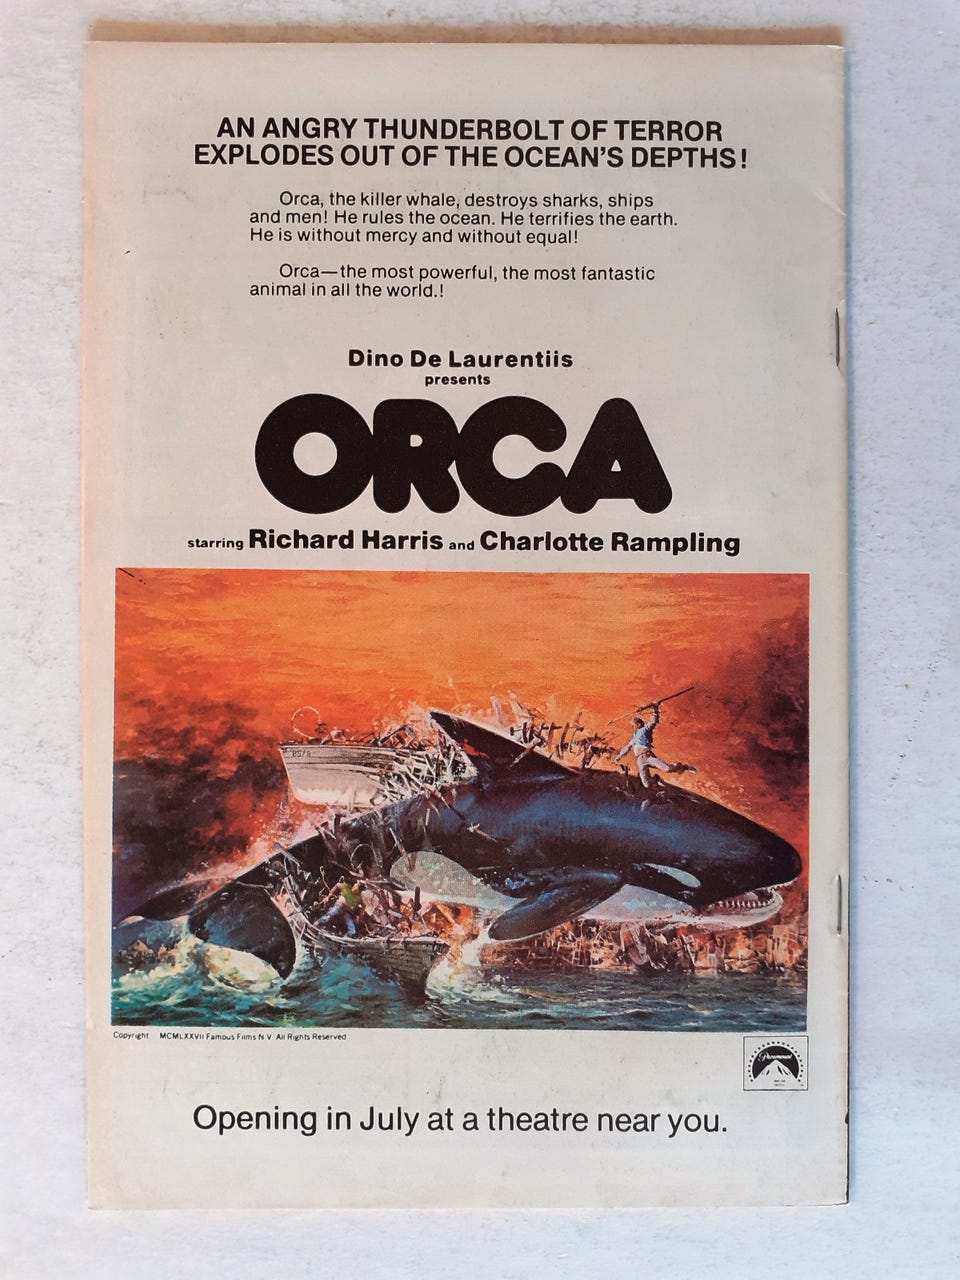 AN ANGRY THUNDERBOLT OF TERROR
EXPLODES OUT OF THE OCEAN'S DEPTHS!
Orca, the killer whale, destroys sharks, ships
and men! He rules the ocean. He terrifies the earth.
He is without mercy and without equal!
Orca—the most powerful, the most fantastic
animal in all the world.!
Dino De Laurentiis
presents
ORCA
starring Richard Harris and Charlotte Rampling
Copyright MCMLXXVII Famous Films N V All Rights Reserved
Paramount
Opening in July at a theatre near you.